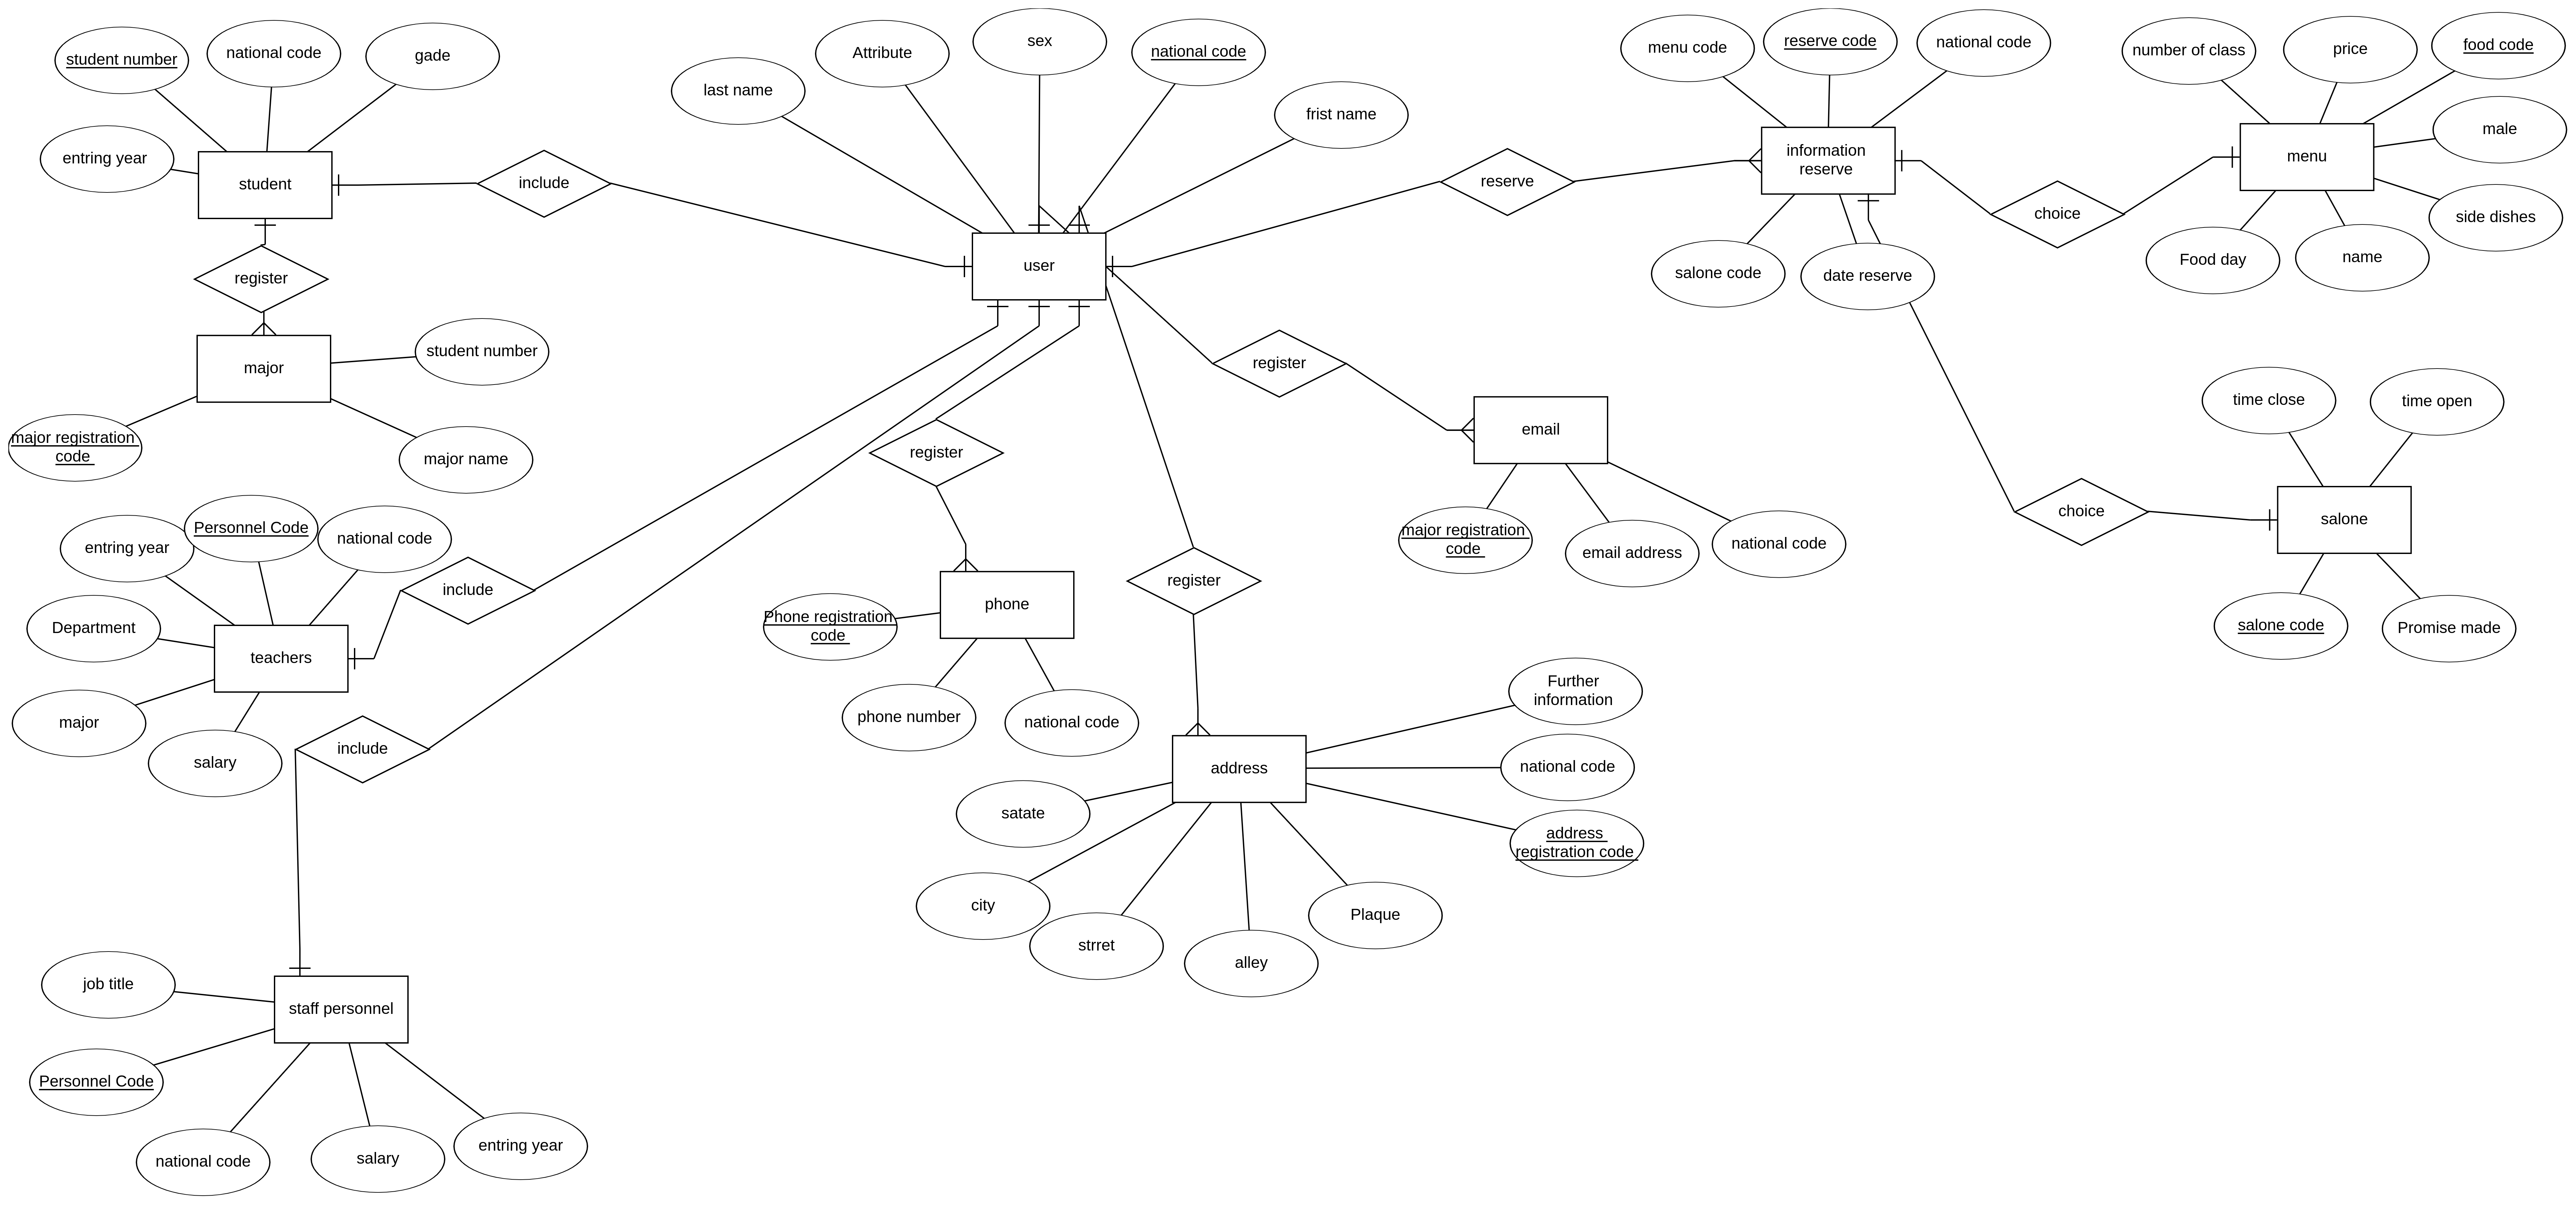 student number
national code
gade
entring year
student
include
register
major
student number
major registration
code
major name
last name
Attribute
sex
national code
frist name
user
reserve
menu code
reserve code
national code
information
reserve
salone code
date reserve
choice
number of class
price
food code
male
menu
side dishes
Food day
name
register
email
major registration
code
email address
national code
time close
time open
choice
salone
salone code
Promise made
entring year
Personnel Code
national code
Department
include
teachers
major
salary
include
register
phone
Phone registration
code
phone number
national code
register
address
Further
information
national code
address
registration code
satate
city
strret
alley
Plaque
job title
staff personnel
Personnel Code
national code
salary
entring year